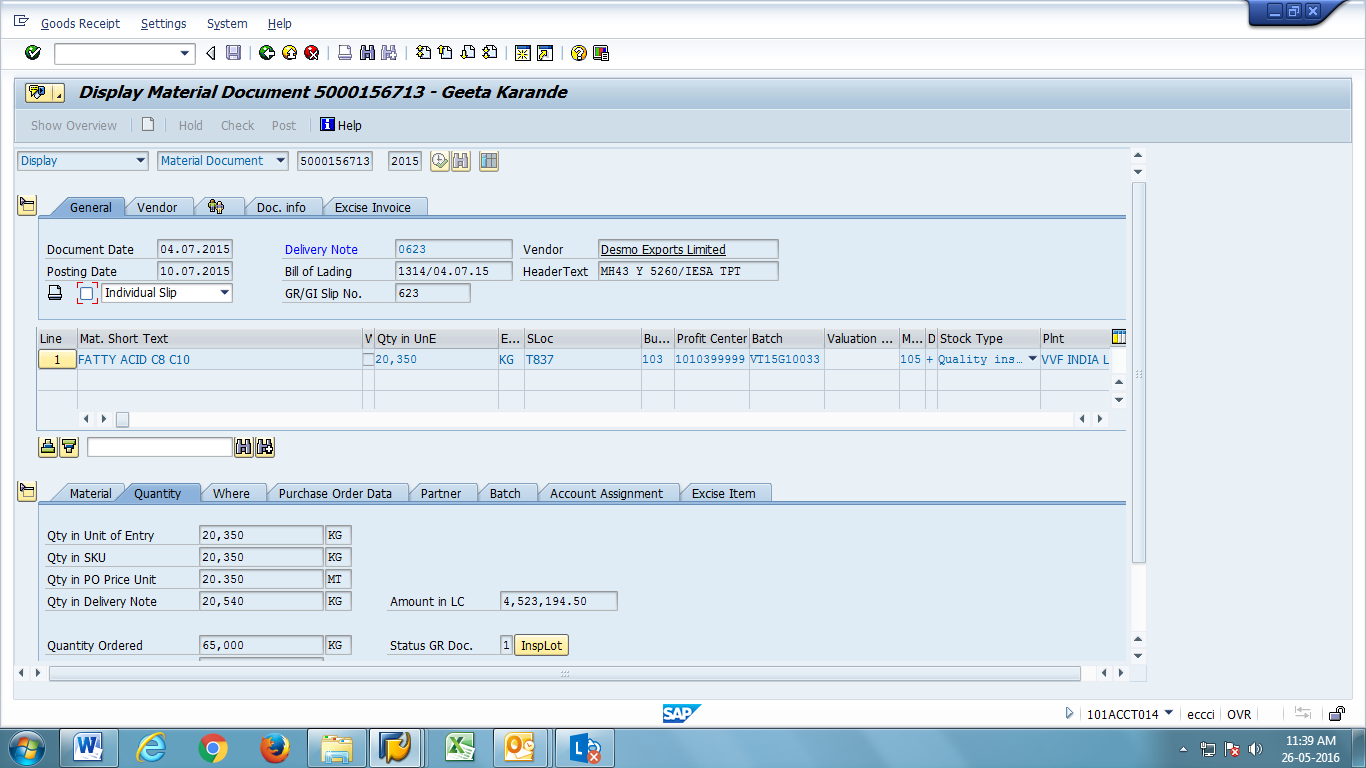 Goods Receipt Settings System Help
Display Material Document 5000156713 - Geeta Karande
Show Overview Hold Check Post Help
Display Material Document 5000156713 2015
General Vendor Doc. info Excise Invoice
Document Date 04.07.2015 Delivery Note 0623 Vendor Desmo Exports Limited
Posting Date 10.07.2015 Bill of Lading 1314/04.07.15 HeaderText MH43 Y 5260/IESA TPT
Individual Slip GR/GI Slip No. 623
Line Mat. Short Text Qty in UnE E... SLoc Bu... Profit Center Batch Valuation ... M... D Stock Type Plnt
1 FATTY ACID C8 C10 20,350 KG T837 103 1010399999 VT15G10033 105 + Quality ins… VVF INDIA L
Material Quantity Where Purchase Order Data Partner Batch Account Assignment Excise Item
Qty in Unit of Entry 20,350 KG
Qty in SKU 20,350 KG
Qty in PO Price Unit 20.350 MT
Qty in Delivery Note 20,540 KG Amount in LC 4,523,194.50
Quantity Ordered 65,000 KG Status GR Doc. 1 InspLot
SAP 101ACCT014 eccci OVR
11:39 AM
26-05-2016